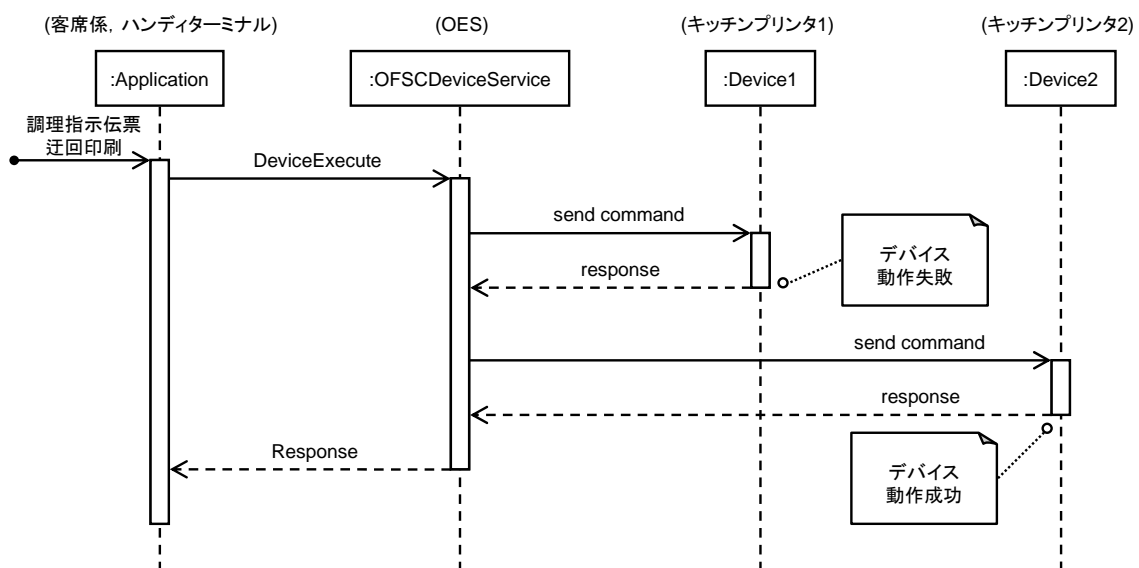 (客席係, ハンディターミナル)
(OES)
(キッチンプリンタ1)
(キッチンプリンタ2)
:Application
:OFSCDeviceService
:Device1
:Device2
調理指示伝票
迂回印刷
DeviceExecute
send command
デバイス
動作失敗
response
send command
response
Response
デバイス
動作成功